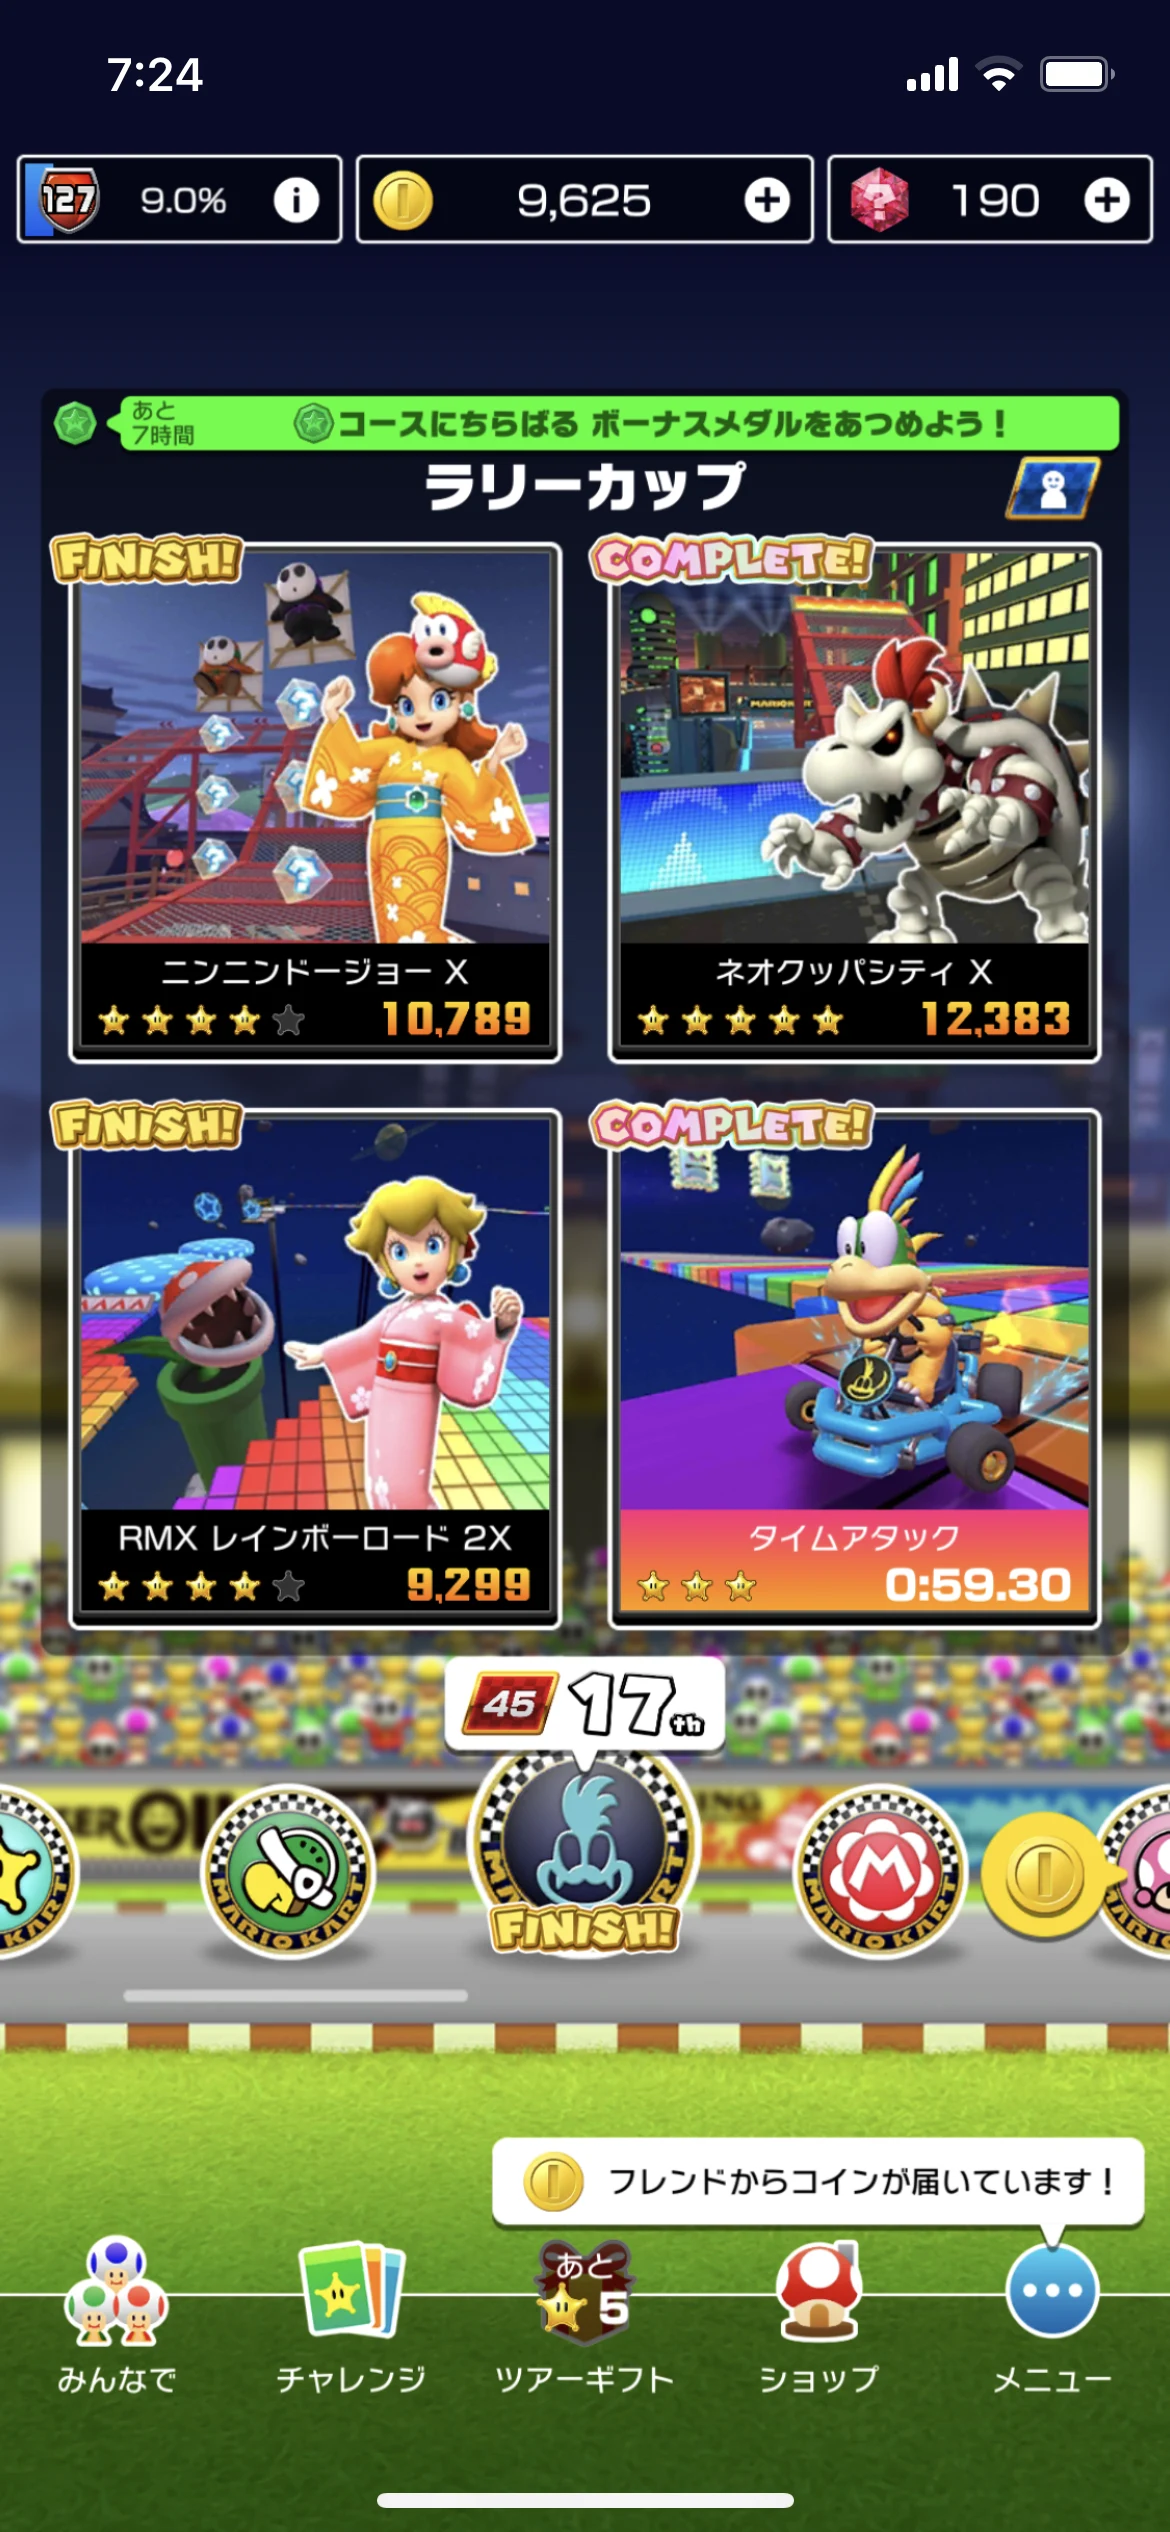 7:24
127 9.0% i 9,625 + ? 190 +
あと
7時間
コースにちらばる ボーナスメダルをあつめよう!
ラリーカップ
FINISH! COMPLETE!
ニンニンドージョー X
10,789
ネオクッパシティ X
12,383
FINISH! COMPLETE!
RMX レインボーロード 2X
9,299
タイムアタック
0:59.30
45 17th
MARIO KART
FINISH!
MARIO KART
フレンドからコインが届いています!
あと
5
みんなで チャレンジ ツアーギフト ショップ メニュー